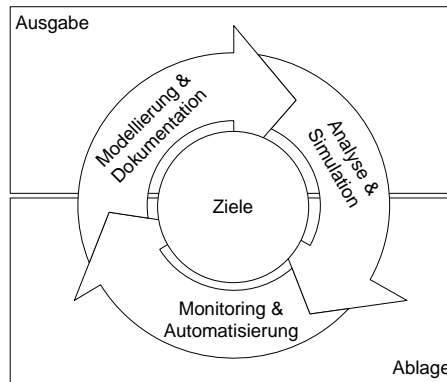 Ausgabe
Modellierung &
Dokumentation
Analyse &
Simulation
Ziele
Monitoring &
Automatisierung
Ablage